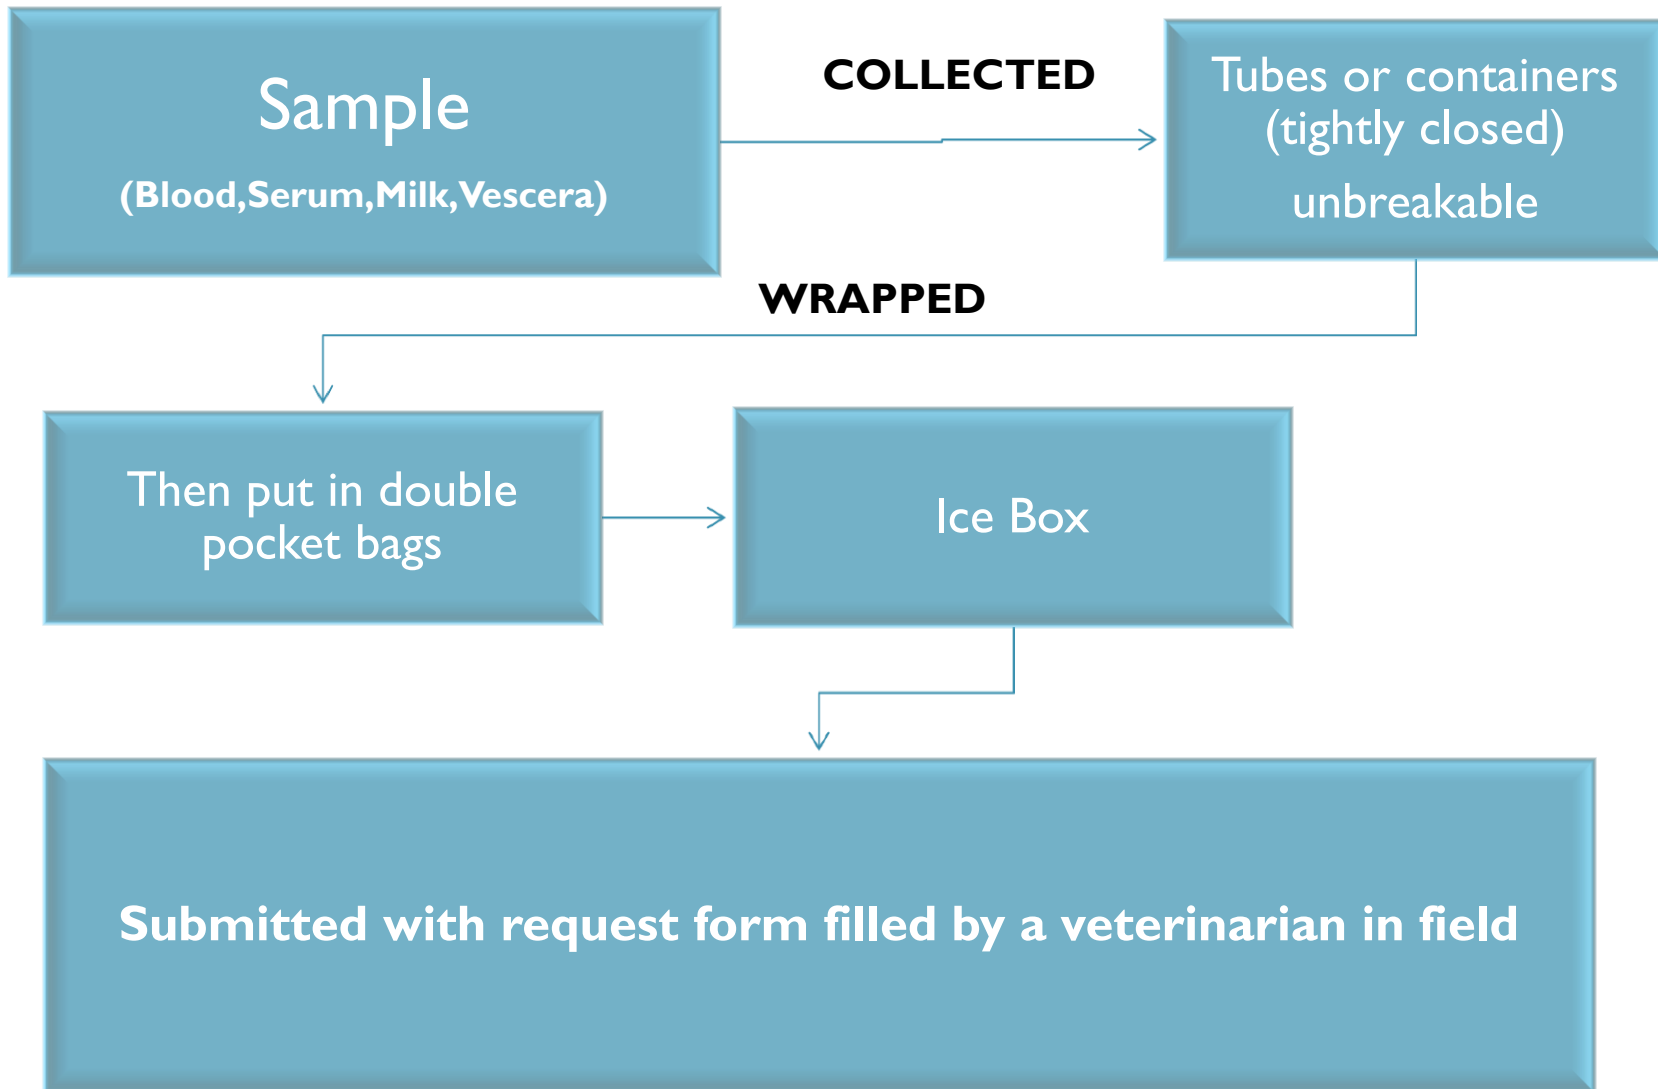 Sample
(Blood,Serum,Milk,Vescera)
COLLECTED
Tubes or containers
(tightly closed)
unbreakable
WRAPPED
Then put in double
pocket bags
Ice Box
Submitted with request form filled by a veterinarian in field